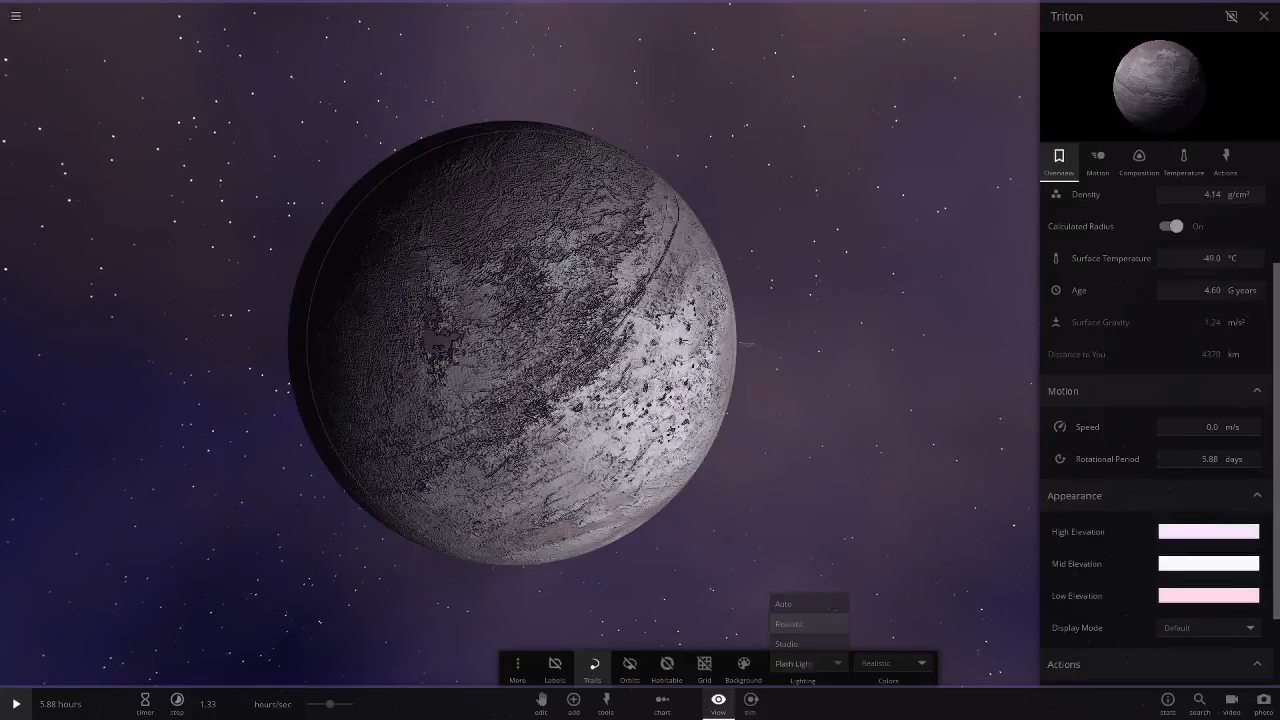 Triton
Overview Motion Composition Temperature Actions
Density 4.14 g/cm³
Calculated Radius On
Surface Temperature -49.0 °C
Age 4.60 G years
Surface Gravity 1.24 m/s²
Distance to You 4370 km
Motion
Speed 0.0 m/s
Rotational Period 5.88 days
Appearance
High Elevation
Mid Elevation
Low Elevation
Display Mode Default
Actions
Triton
Auto
Realistic
Studio
Flash Light Realistic
More Labels Trails Orbits Habitable Grid Background Lighting Colors
5.88 hours timer step 1.33 hours/sec edit add tools chart view sim stats search video photo